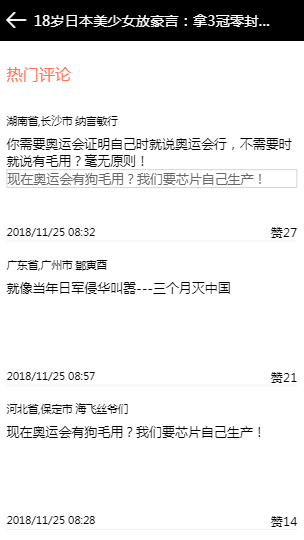 18岁日本美少女放豪言：拿3冠零封...
热门评论
湖南省,长沙市 纳言敏行
你需要奥运会证明自己时就说奥运会行，不需要时
就说有毛用？毫无原则！
现在奥运会有狗毛用？我们要芯片自己生产！
2018/11/25 08:32 赞27
广东省,广州市 鄧寅酉
就像当年日军侵华叫嚣---三个月灭中国
2018/11/25 08:57 赞21
河北省,保定市 海飞丝爷们
现在奥运会有狗毛用？我们要芯片自己生产！
2018/11/25 08:28 赞14